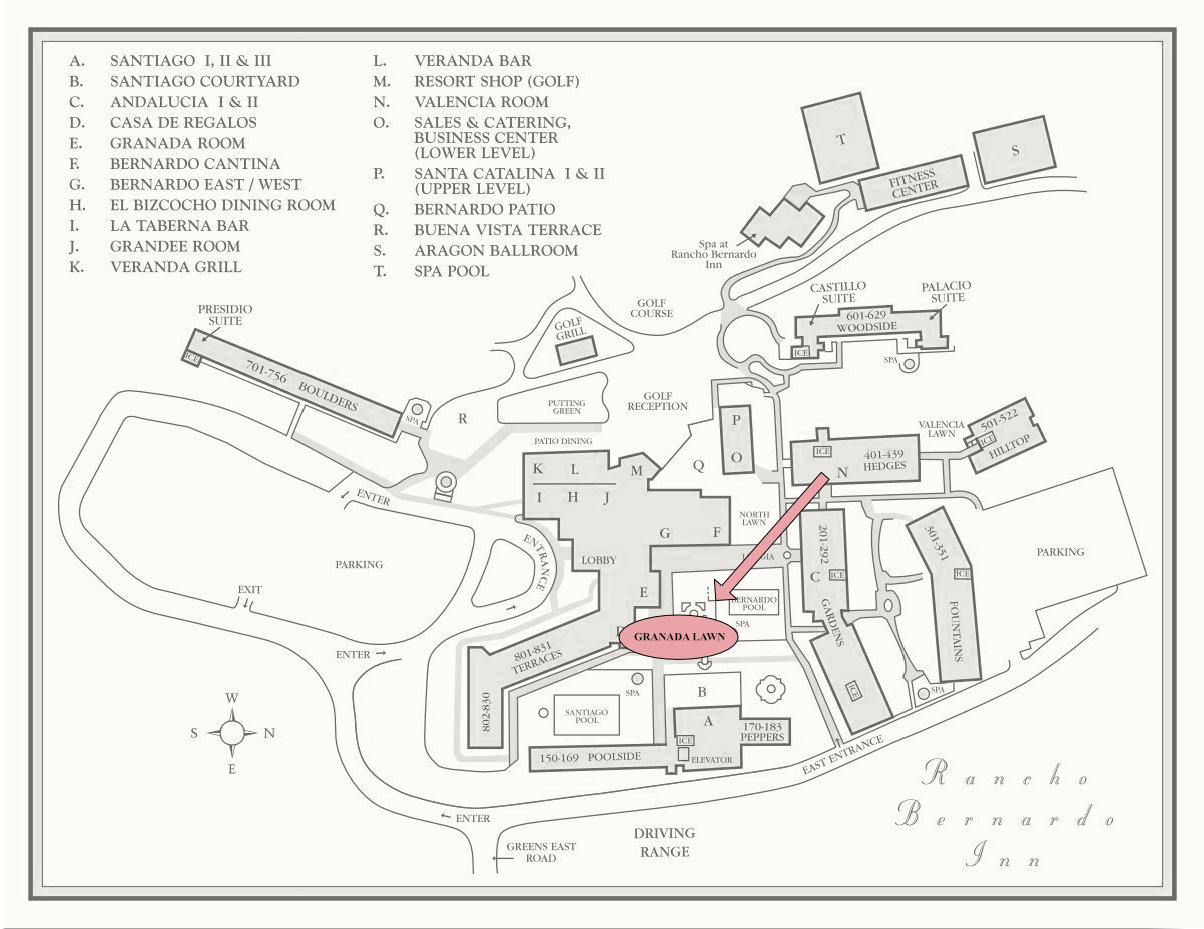 A. SANTIAGO I, II & III
B. SANTIAGO COURTYARD
C. ANDALUCIA I & II
D. CASA DE REGALOS
E. GRANADA ROOM
F. BERNARDO CANTINA
G. BERNARDO EAST / WEST
H. EL BIZCOCHO DINING ROOM
I. LA TABERNA BAR
J. GRANDEE ROOM
K. VERANDA GRILL
L. VERANDA BAR
M. RESORT SHOP (GOLF)
N. VALENCIA ROOM
O. SALES & CATERING,
BUSINESS CENTER
(LOWER LEVEL)
P. SANTA CATALINA I & II
(UPPER LEVEL)
Q. BERNARDO PATIO
R. BUENA VISTA TERRACE
S. ARAGON BALLROOM
T. SPA POOL
T
S
FITNESS
CENTER
Spa at
Rancho Bernardo
Inn
CASTILLO
SUITE
PALACIO
SUITE
601-629
WOODSIDE
ICE
SPA
PRESIDIO
SUITE
ICE
701-756 BOULDERS
SPA
R
GOLF
COURSE
GOLF
GRILL
PUTTING
GREEN
GOLF
RECEPTION
PATIO DINING
P
O
Q
VALENCIA
LAWN
501-522
ICE
HILLTOP
ICE
401-439
HEDGES
N
K L M
I H J
G F
LOBBY
E
NORTH
LAWN
ENTER
ENTRANCE
PARKING
EXIT
ENTER
201-292
C
ICE
GARDENS
ICE
301-351
ICE
FOUNTAINS
SPA
PARKING
BERNARDO
POOL
SPA
GRANADA LAWN
801-831
TERRACES
802-830
SPA
SANTIAGO
POOL
B
A
170-183
PEPPERS
ICE
ELEVATOR
150-169 POOLSIDE
EAST ENTRANCE
W
S N
E
ENTER
GREENS EAST
ROAD
DRIVING
RANGE
Rancho
Bernardo
Inn